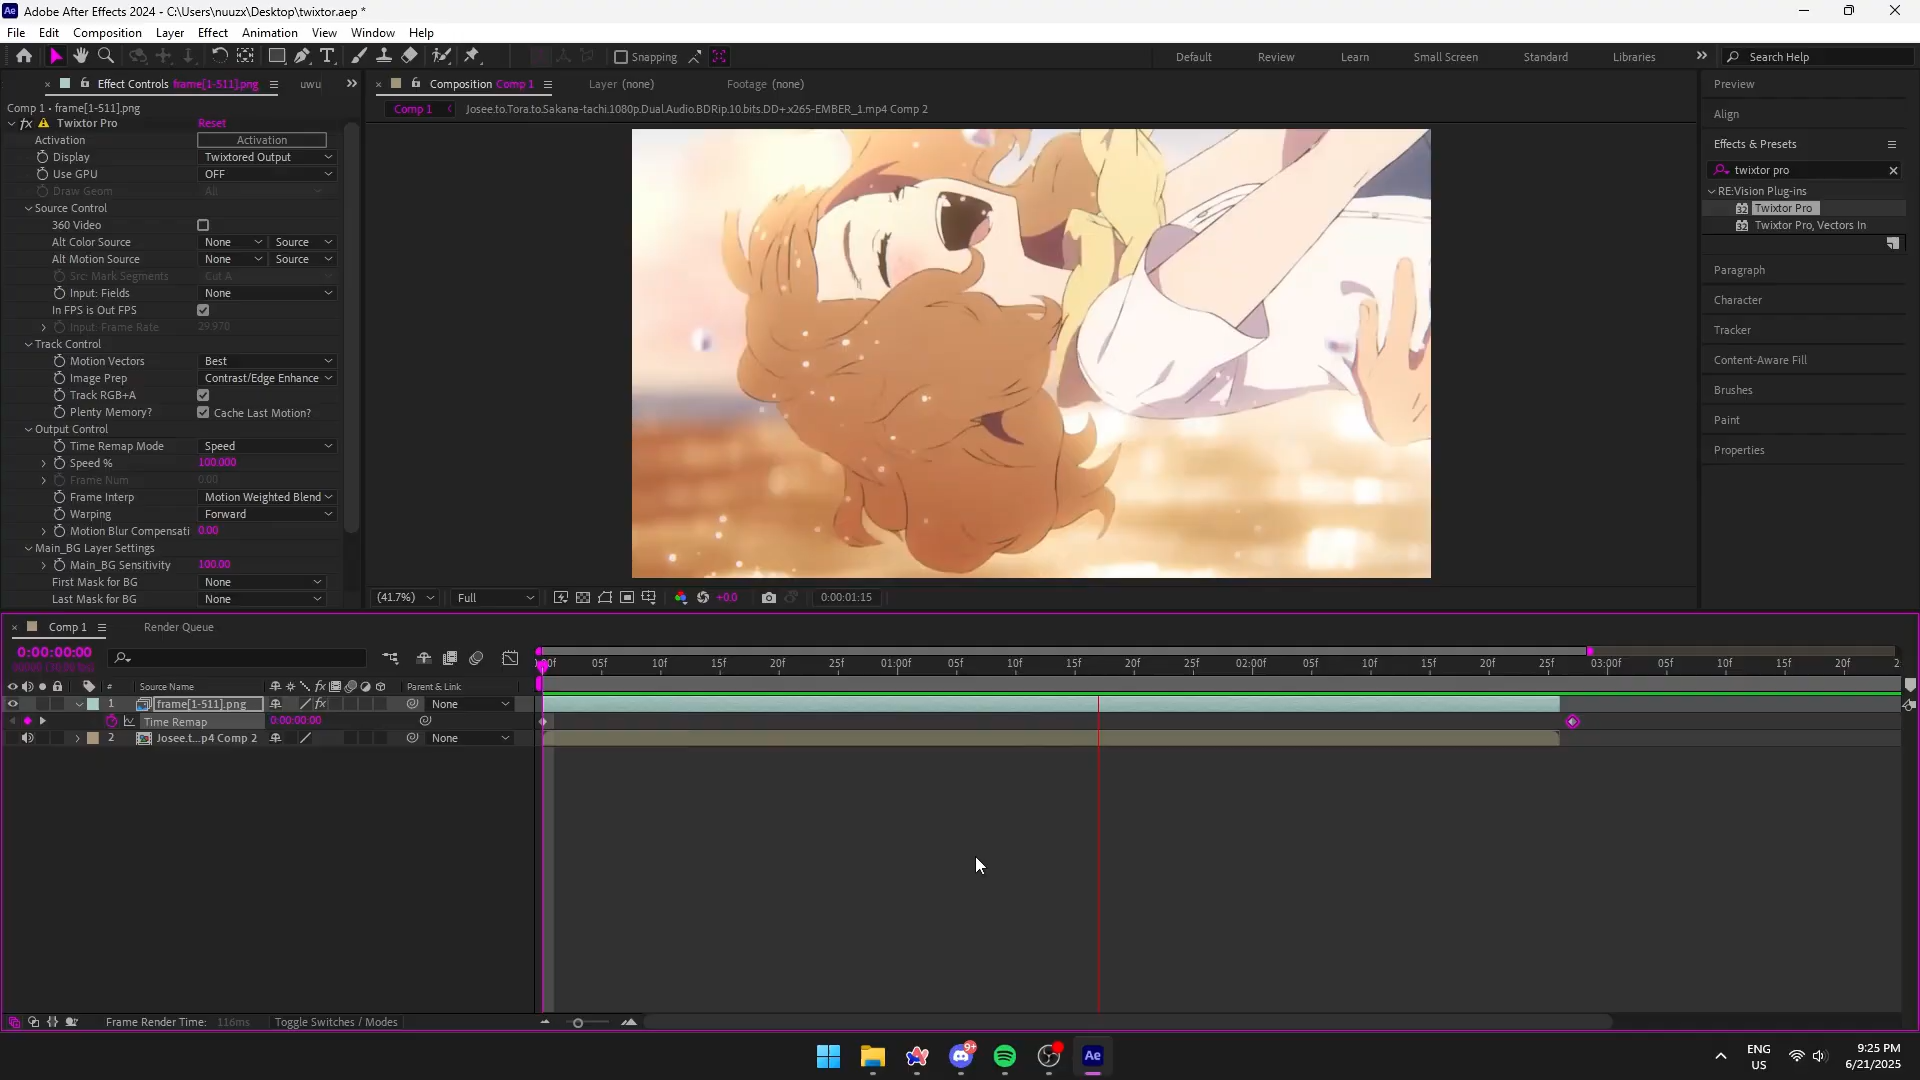 Adobe After Effects 2024 - C:\Users\nuuzx\Desktop\twixtor.aep *
File Edit Composition Layer Effect Animation View Window Help
Snapping
Default Review Learn Small Screen Standard Libraries
Search Help
Effect Controls frame[1-511].png uwu
Composition Comp 1 Layer (none) Footage (none)
Comp 1 • frame[1-511].png
Comp 1 Josee.to.Tora.to.Sakana-tachi.1080p.Dual.Audio.BDRip.10.bits.DD+.x265-EMBER_1.mp4 Comp 2
fx Twixtor Pro Reset
Activation Activation
Display Twixtored Output
Use GPU OFF
Draw Geom All
Source Control
360 Video
Alt Color Source None Source
Alt Motion Source None Source
Src: Mark Segments Cut A
Input: Fields None
In FPS is Out FPS
Input: Frame Rate 29.970
Track Control
Motion Vectors Best
Image Prep Contrast/Edge Enhance
Track RGB+A
Plenty Memory? Cache Last Motion?
Output Control
Time Remap Mode Speed
Speed % 100.000
Frame Num 0.00
Frame Interp Motion Weighted Blend
Warping Forward
Motion Blur Compensati 0.00
Main_BG Layer Settings
Main_BG Sensitivity 100.00
First Mask for BG None
Last Mask for BG None
(41.7%) Full +0.0 0:00:01:15
Preview
Align
Effects & Presets
twixtor pro
RE:Vision Plug-ins
32 Twixtor Pro
32 Twixtor Pro, Vectors In
Paragraph
Character
Tracker
Content-Aware Fill
Brushes
Paint
Properties
Comp 1 Render Queue
0:00:00:00
:00f 05f 10f 15f 20f 25f 01:00f 05f 10f 15f 20f 25f 02:00f 05f 10f 15f 20f 25f 03:00f 05f 10f 15f 20f 2
# Source Name fx Parent & Link
1 frame[1-511].png fx None
Time Remap 0:00:00:00
2 Josee.t...p4 Comp 2 None
Frame Render Time: 116ms Toggle Switches / Modes
9+
Ae
ENG
US
9:25 PM
6/21/2025